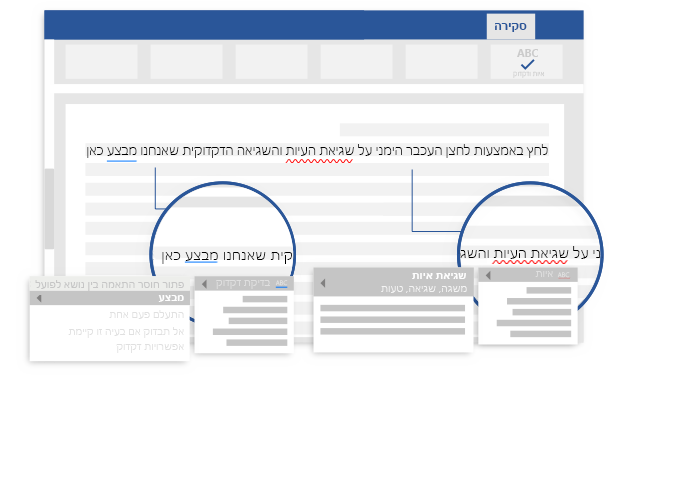 סקירה
ABC
איות ודקדוק
לחץ באמצעות לחצן העכבר הימני על שגיאת העיות והשגיאה הדקדוקית שאנחנו מבצע כאן
ני על שגיאת העיות והשג
קית שאנחנו מבצע כאן
ABC איות
שגיאת איות
משגה, שגיאה, טעות
ABC בדיקת דקדוק
פתור חוסר התאמה בין נושא לפועל
מבצע
התעלם פעם אחת
אל תבדוק אם בעיה זו קיימת
אפשרויות דקדוק